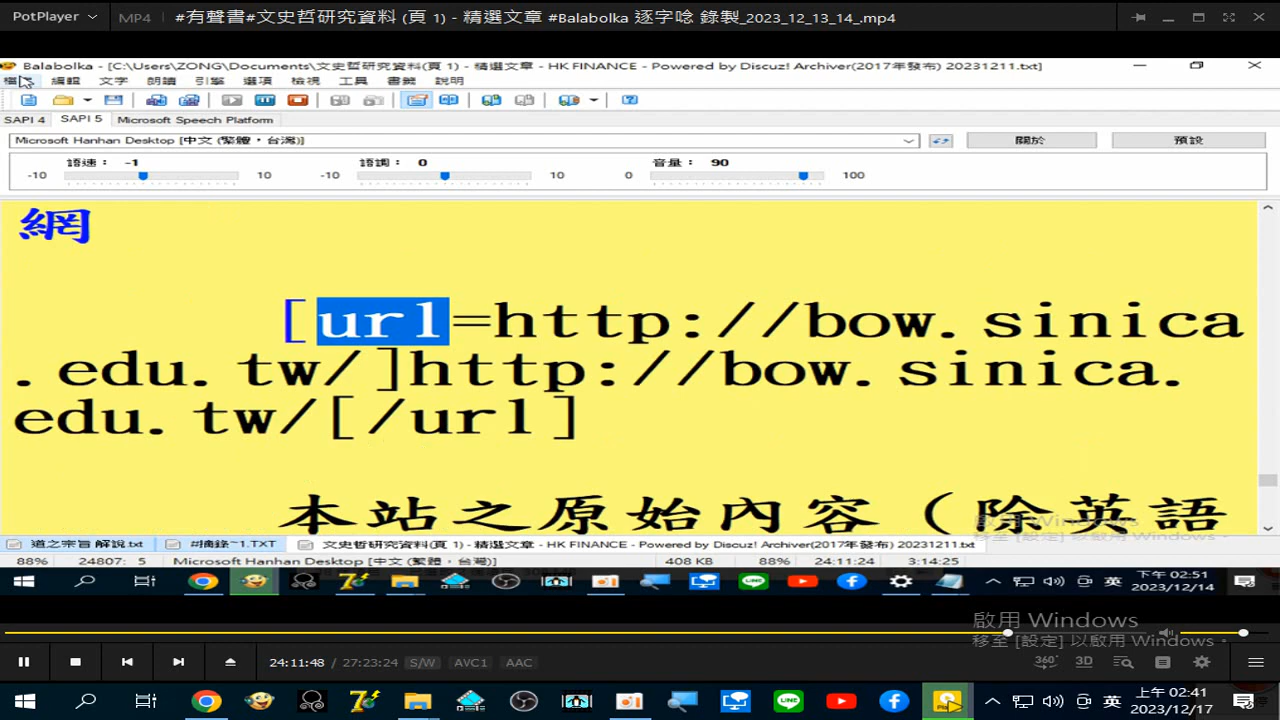 PotPlayer MP4 #有聲書#文史哲研究資料 (頁 1) - 精選文章 #Balabolka 逐字唸 錄製_2023_12_13_14_.mp4
Balabolka - [C:\Users\ZONG\Documents\文史哲研究資料(頁 1) - 精選文章 - HK FINANCE - Powered by Discuz! Archiver(2017年發布) 20231211.txt]
檔案 編輯 文字 朗讀 引擎 選項 檢視 工具 書籤 說明
SAPI 4 SAPI 5 Microsoft Speech Platform
Microsoft Hanhan Desktop [中文 (繁體，台灣)] 關於 預設
語速： -1 語調： 0 音量： 90
-10 10 -10 10 0 100
網
[url=http://bow.sinica
.edu.tw/]http://bow.sinica.
edu.tw/[/url]
本站之原始內容（除英語
啟用 Windows
移至 [設定] 以啟用 Windows。
道之宗旨 解說.txt #摘錄~1.TXT 文史哲研究資料(頁 1) - 精選文章 - HK FINANCE - Powered by Discuz! Archiver(2017年發布) 20231211.txt
88% 24807: 5 Microsoft Hanhan Desktop [中文 (繁體，台灣)] 408 KB 88% 24:11:24 3:14:25
英 下午 02:51
2023/12/14
啟用 Windows
移至 [設定] 以啟用 Windows。
24:11:48 / 27:23:24 S/W AVC1 AAC 360° 3D
英 上午 02:41
2023/12/17